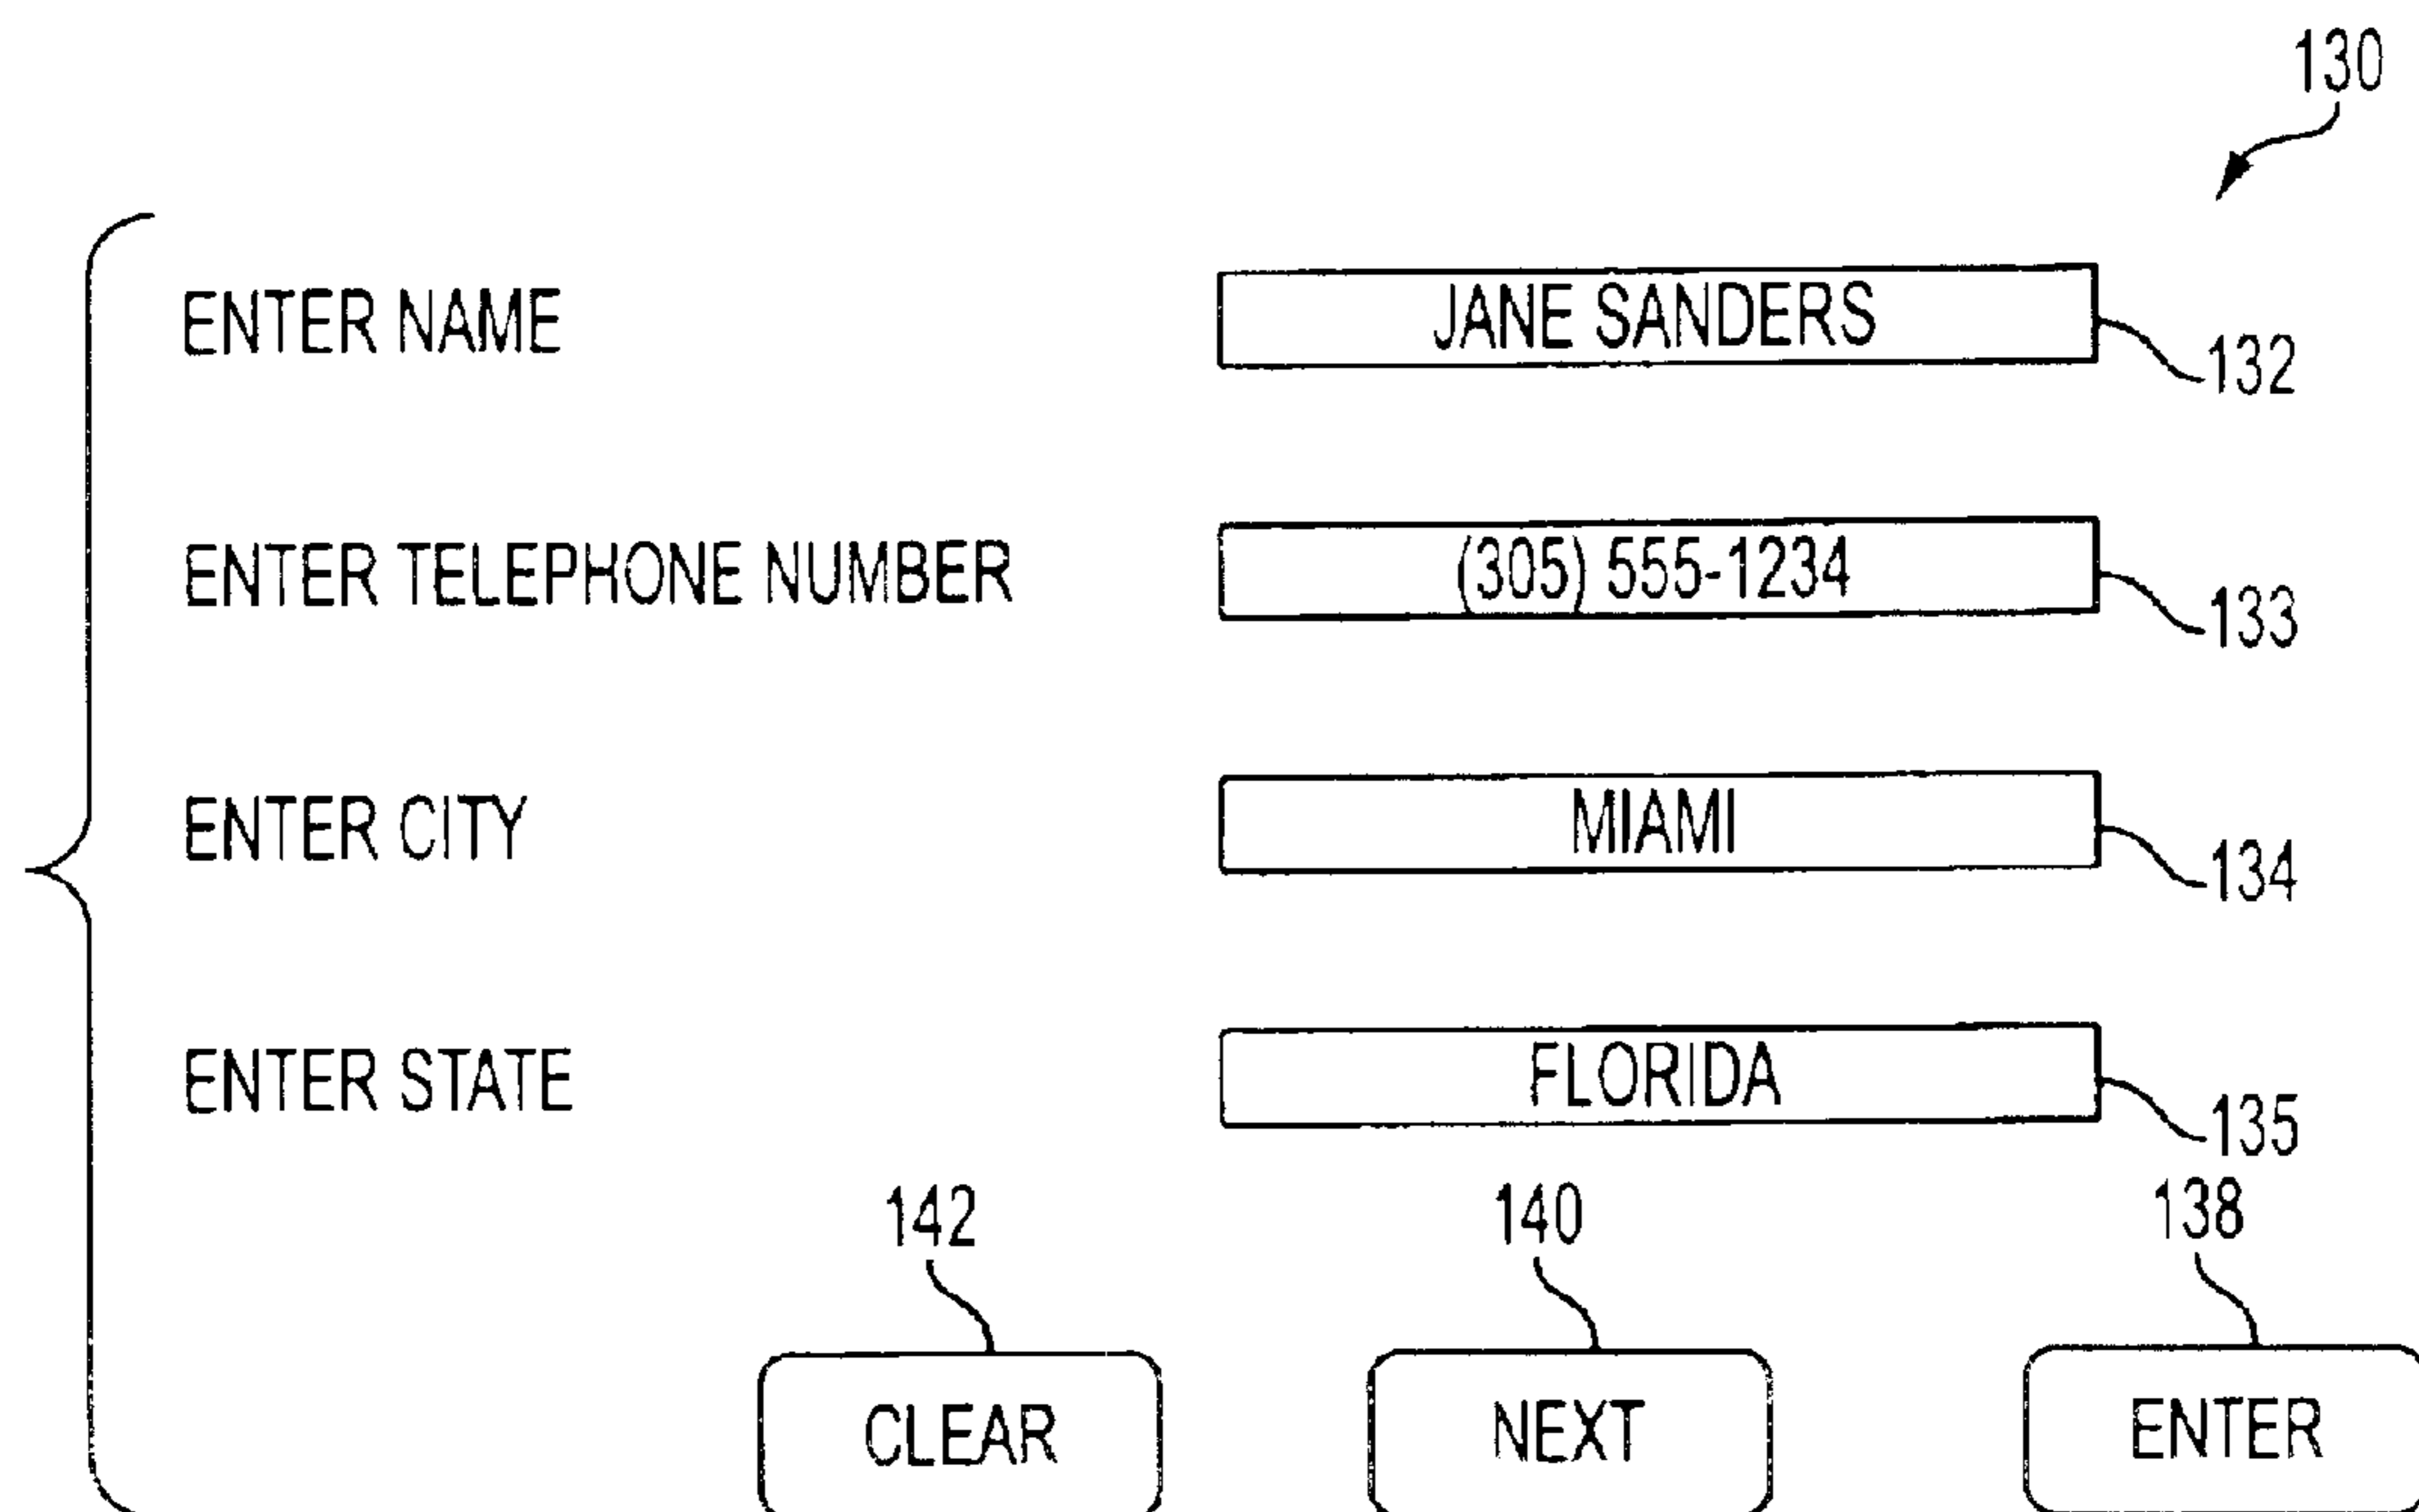 130
ENTER NAME JANE SANDERS
132
ENTER TELEPHONE NUMBER (305) 555-1234
133
ENTER CITY MIAMI
134
ENTER STATE FLORIDA
135
142 140 138
CLEAR NEXT ENTER